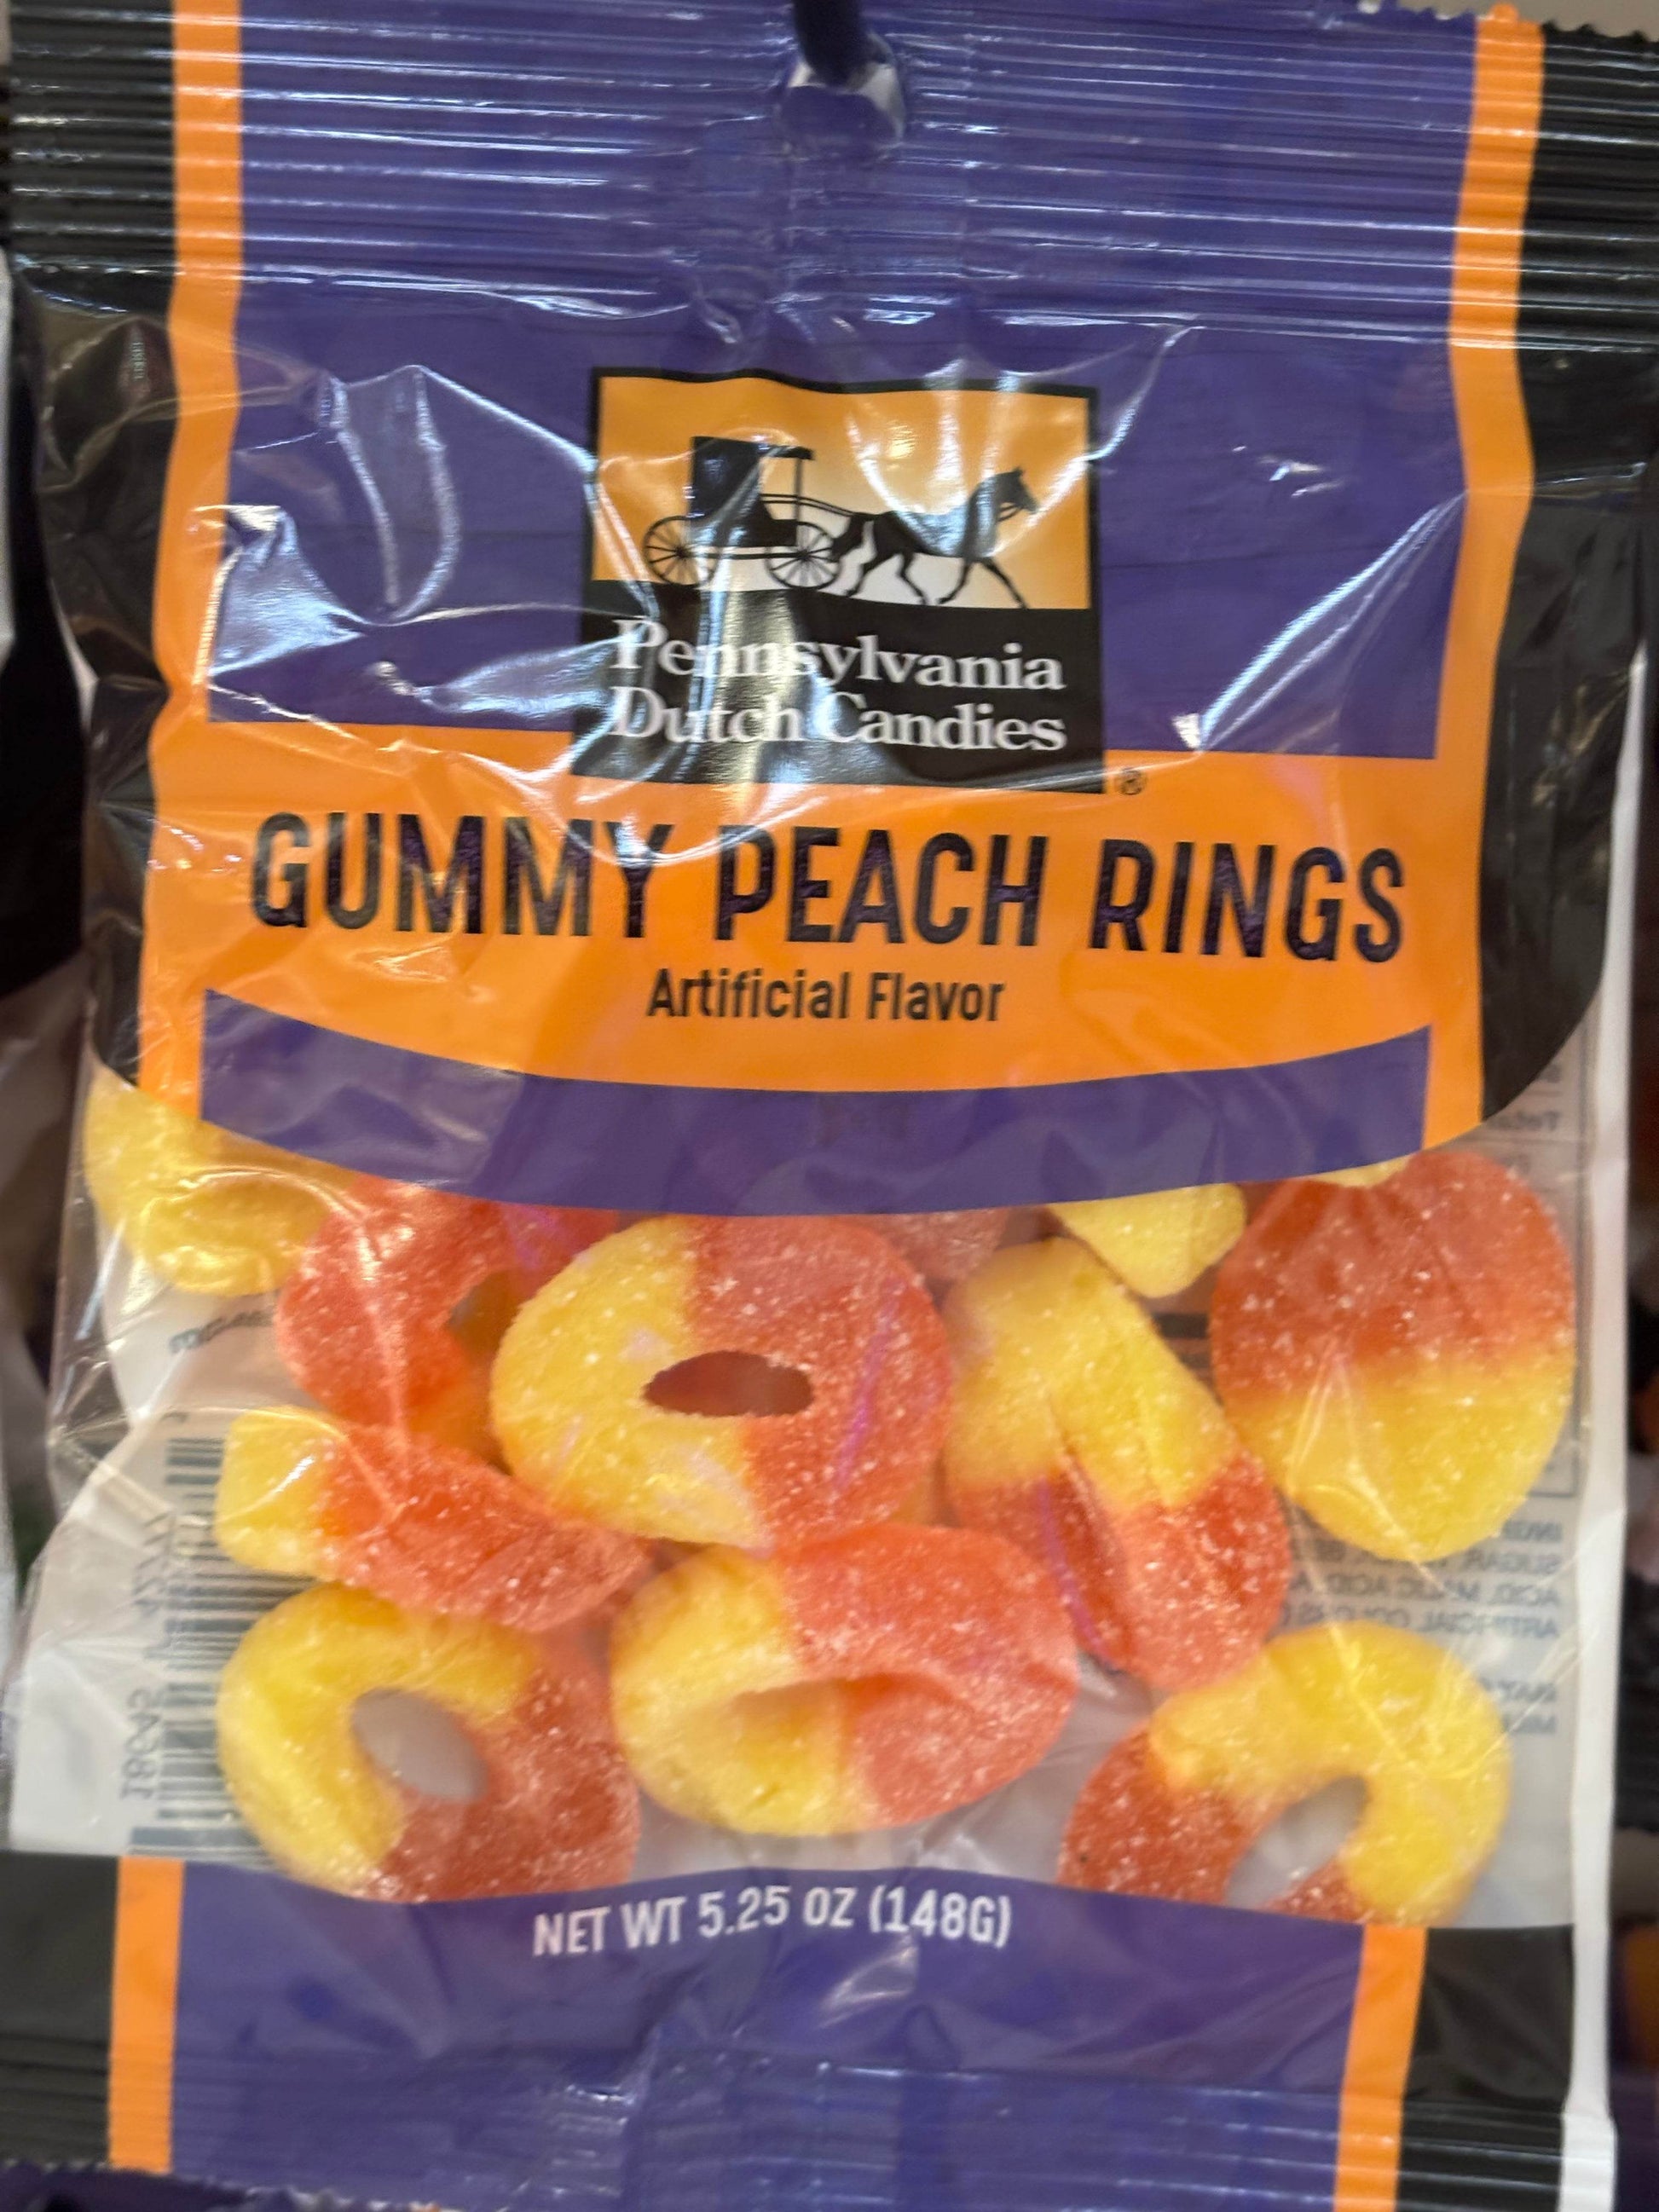 Pennsylvania
Dutch Candies
®
GUMMY PEACH RINGS
Artificial Flavor
NET WT 5.25 OZ (148G)